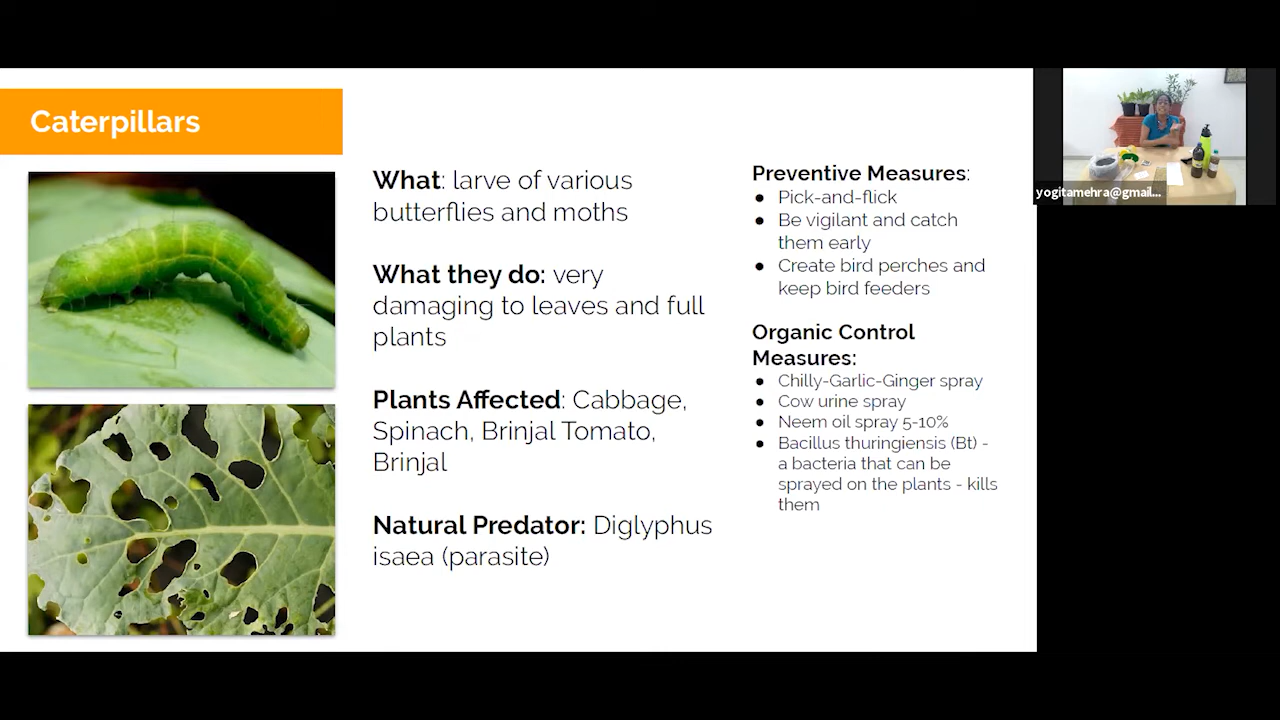 Caterpillars
What: larve of various
butterflies and moths
What they do: very
damaging to leaves and full
plants
Plants Affected: Cabbage,
Spinach, Brinjal Tomato,
Brinjal
Natural Predator: Diglyphus
isaea (parasite)
Preventive Measures:
● Pick-and-flick
● Be vigilant and catch
them early
● Create bird perches and
keep bird feeders
Organic Control
Measures:
● Chilly-Garlic-Ginger spray
● Cow urine spray
● Neem oil spray 5-10%
● Bacillus thuringiensis (Bt) -
a bacteria that can be
sprayed on the plants - kills
them
yogitamehra@gmail...